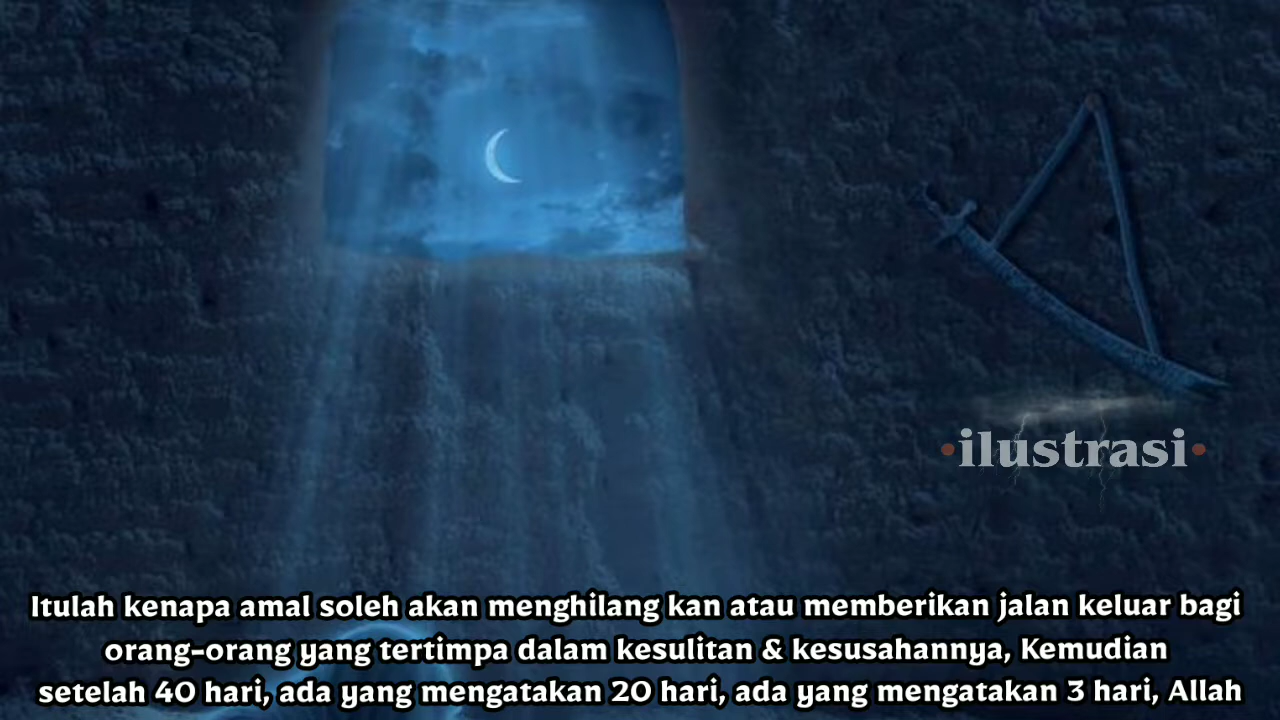 •ilustrasi•
Itulah kenapa amal soleh akan menghilang kan atau memberikan jalan keluar bagi
orang-orang yang tertimpa dalam kesulitan & kesusahannya, Kemudian
setelah 40 hari, ada yang mengatakan 20 hari, ada yang mengatakan 3 hari, Allah